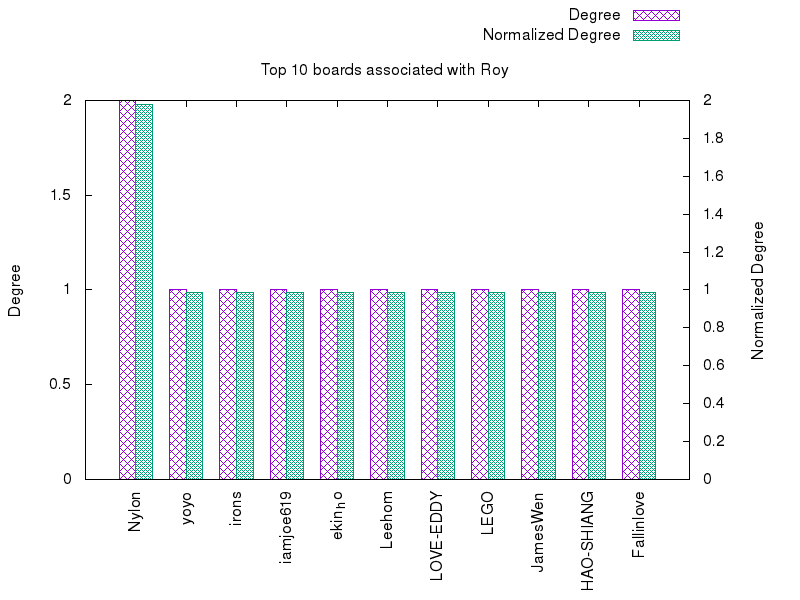 Degree
Normalized Degree
Top 10 boards associated with Roy
2
1.5
1
0.5
0
2
1.8
1.6
1.4
1.2
1
0.8
0.6
0.4
0.2
0
Degree
Normalized Degree
Nylon
yoyo
irons
iamjoe619
ekinho
Leehom
LOVE-EDDY
LEGO
JamesWen
HAO-SHIANG
Fallinlove